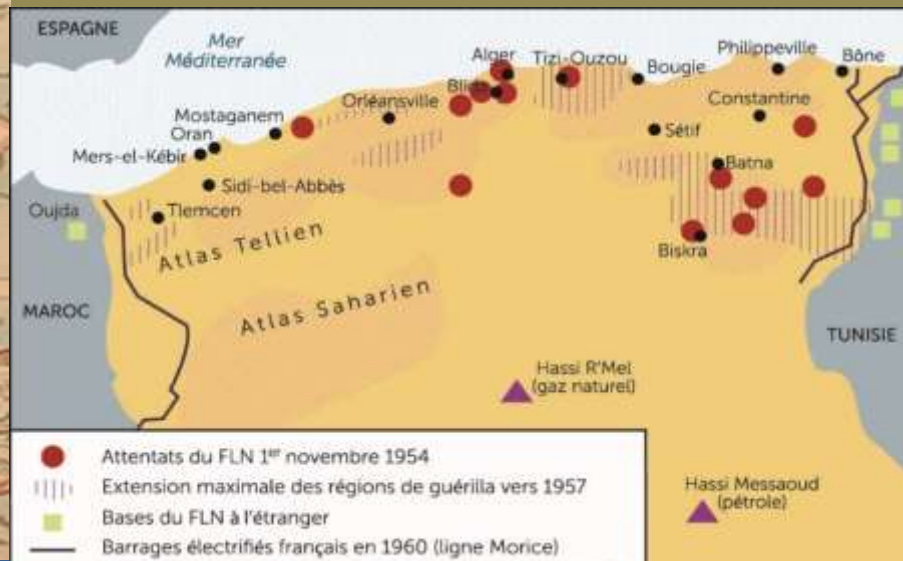 ESPAGNE
Mer
Méditerranée
Alger
Tizi-Ouzou
Philippeville
Bône
Bougie
Blida
Orléansville
Constantine
Mostaganem
Oran
Sétif
Mers-el-Kébir
Batna
Sidi-bel-Abbès
Oujda
Tlemcen
Atlas Tellien
Biskra
Atlas Saharien
MAROC
TUNISIE
Hassi R'Mel
(gaz naturel)
Hassi Messaoud
(pétrole)
Attentats du FLN 1er novembre 1954
Extension maximale des régions de guérilla vers 1957
Bases du FLN à l'étranger
Barrages électrifiés français en 1960 (ligne Morice)